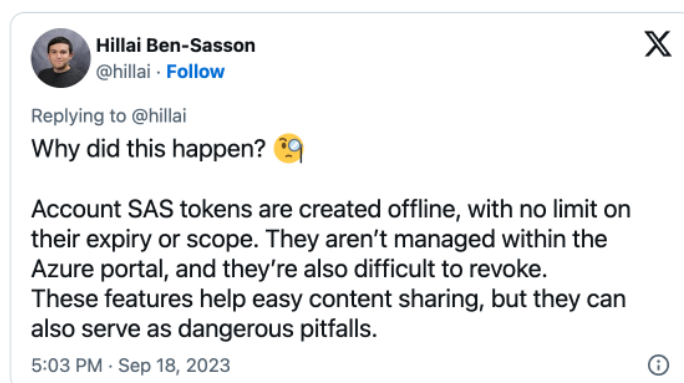 Hillai Ben-Sasson
@hillai · Follow
Replying to @hillai
Why did this happen? 🧐
Account SAS tokens are created offline, with no limit on
their expiry or scope. They aren’t managed within the
Azure portal, and they’re also difficult to revoke.
These features help easy content sharing, but they can
also serve as dangerous pitfalls.
5:03 PM · Sep 18, 2023